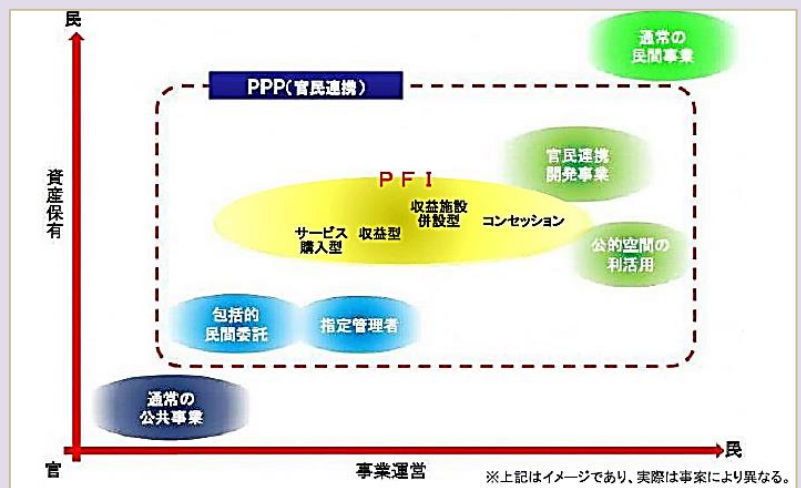 民
通常の
民間事業
PPP(官民連携)
官民連携
開発事業
PFI
収益施設
併設型
コンセッション
サービス
購入型
収益型
資産保有
公的空間の
利活用
包括的
民間委託
指定管理者
通常の
公共事業
官
事業運営
民
※上記はイメージであり、実際は事案により異なる。